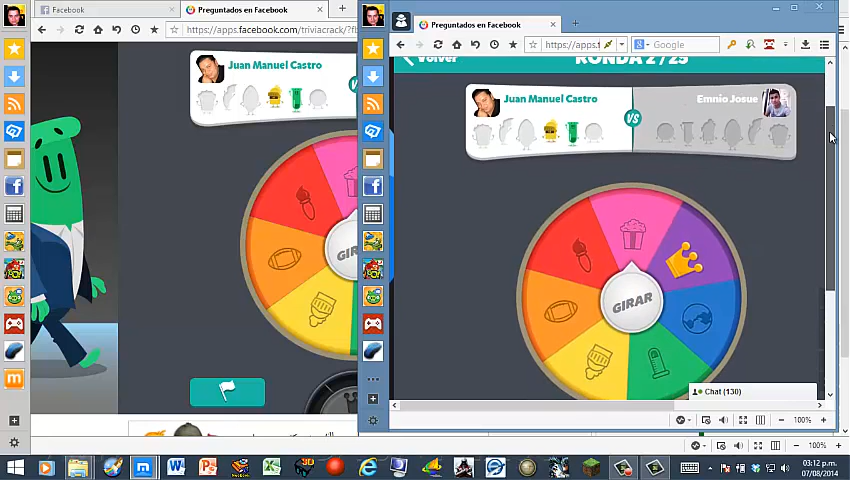 Facebook
Preguntados en Facebook
https://apps.facebook.com/triviacrack/?fb
Juan Manuel Castro
GIRA
Preguntados en Facebook
https://apps.f
Google
Volver
RONDA 2 / 25
Juan Manuel Castro
VS
Emnio Josue
GIRAR
Chat (130)
100%
100%
03:12 p.m.
07/08/2014